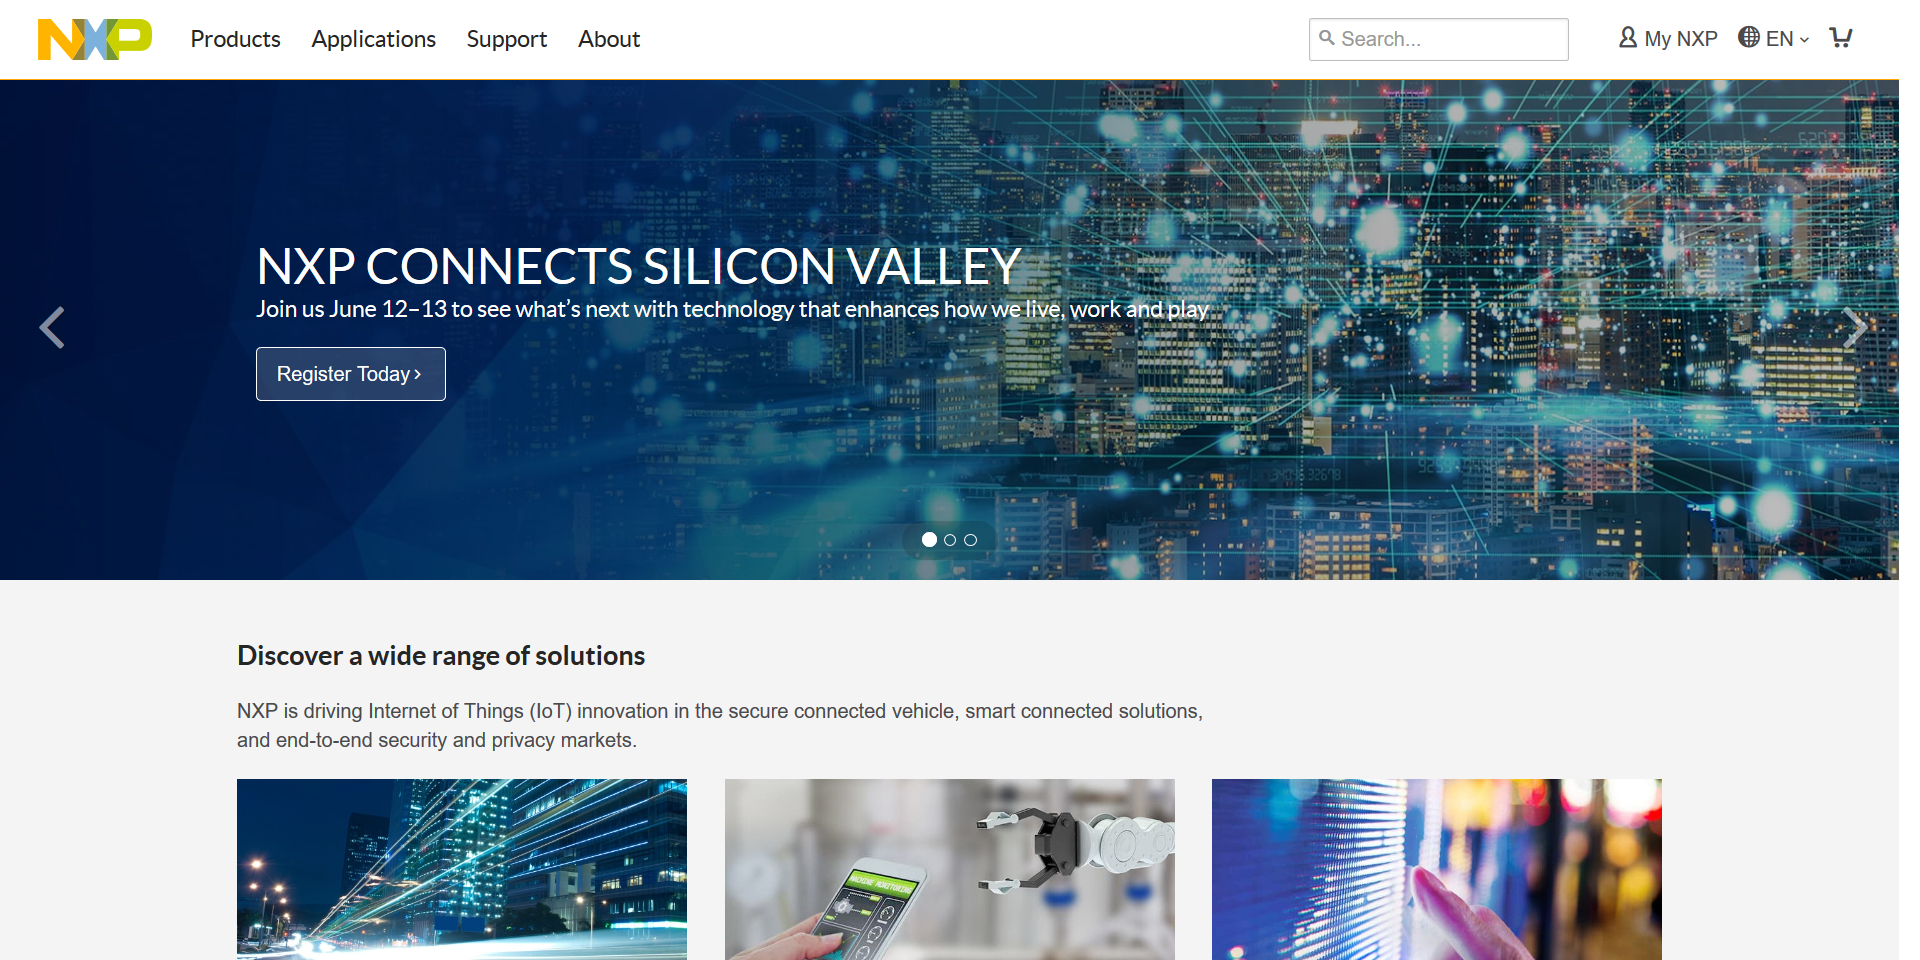 NXP
Products
Applications
Support
About
Search...
My NXP
EN
NXP CONNECTS SILICON VALLEY
Join us June 12–13 to see what’s next with technology that enhances how we live, work and play
Register Today ›
Discover a wide range of solutions
NXP is driving Internet of Things (IoT) innovation in the secure connected vehicle, smart connected solutions,
and end-to-end security and privacy markets.
MACHINE MONITORING